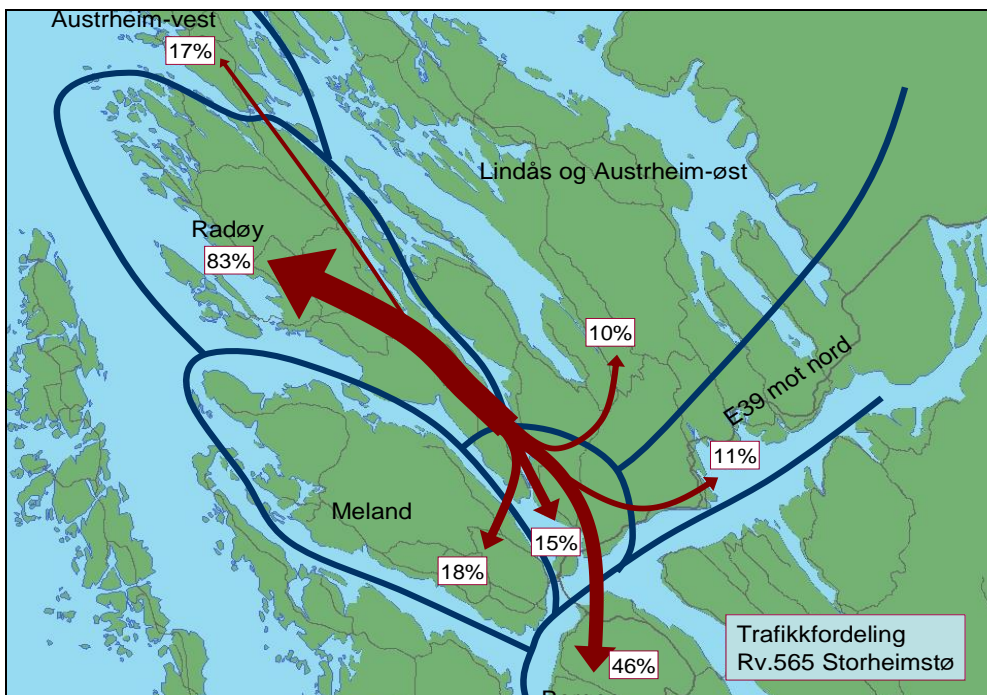 Austrheim-vest
17%
Lindås og Austrheim-øst
Radøy
83%
10%
E39 mot nord
11%
Meland
15%
18%
46%
Trafikkfordeling
Rv.565 Storheimstø